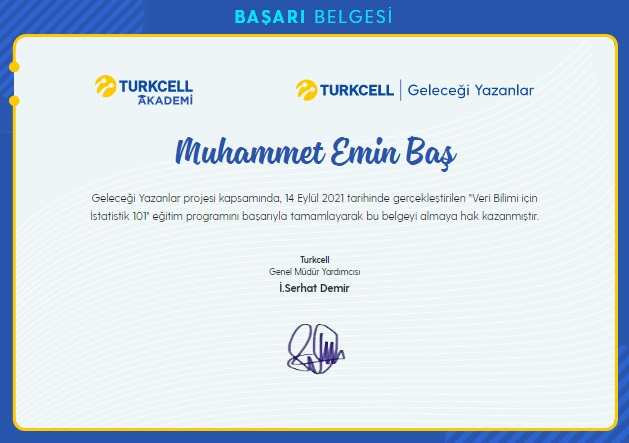 BAŞARI BELGESİ
TURKCELL AKADEMİ
TURKCELL | Geleceği Yazanlar
Muhammet Emin Baş
Geleceği Yazanlar projesi kapsamında, 14 Eylül 2021 tarihinde gerçekleştirilen "Veri Bilimi için
İstatistik 101" eğitim programını başarıyla tamamlayarak bu belgeyi almaya hak kazanmıştır.
Turkcell
Genel Müdür Yardımcısı
İ.Serhat Demir